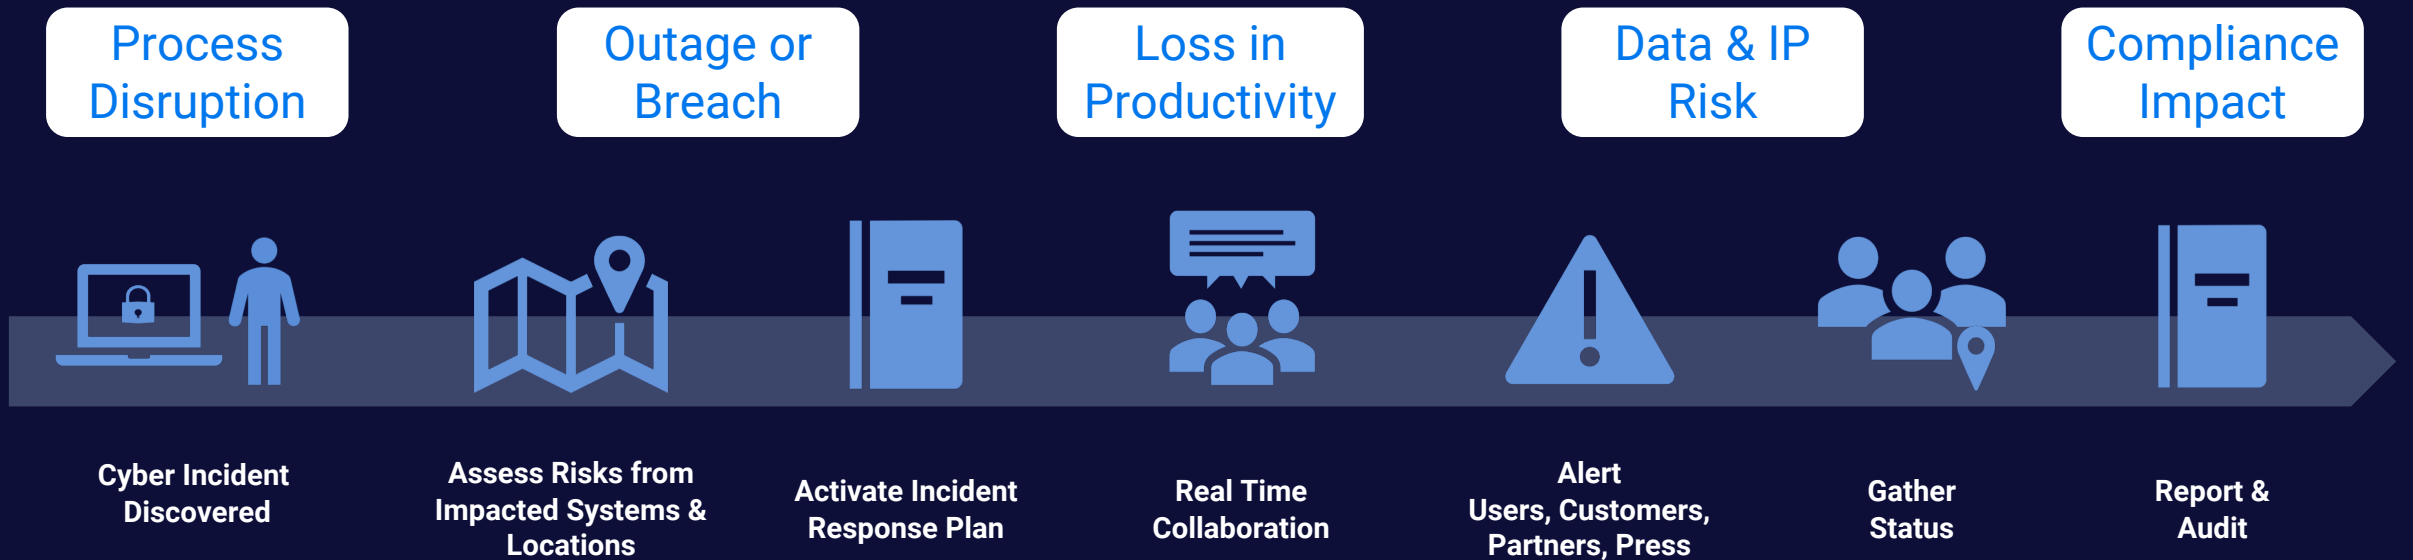 Process
Disruption
Outage or
Breach
Loss in
Productivity
Data & IP
Risk
Compliance
Impact
Cyber Incident
Discovered
Assess Risks from
Impacted Systems &
Locations
Activate Incident
Response Plan
Real Time
Collaboration
Alert
Users, Customers,
Partners, Press
Gather
Status
Report &
Audit